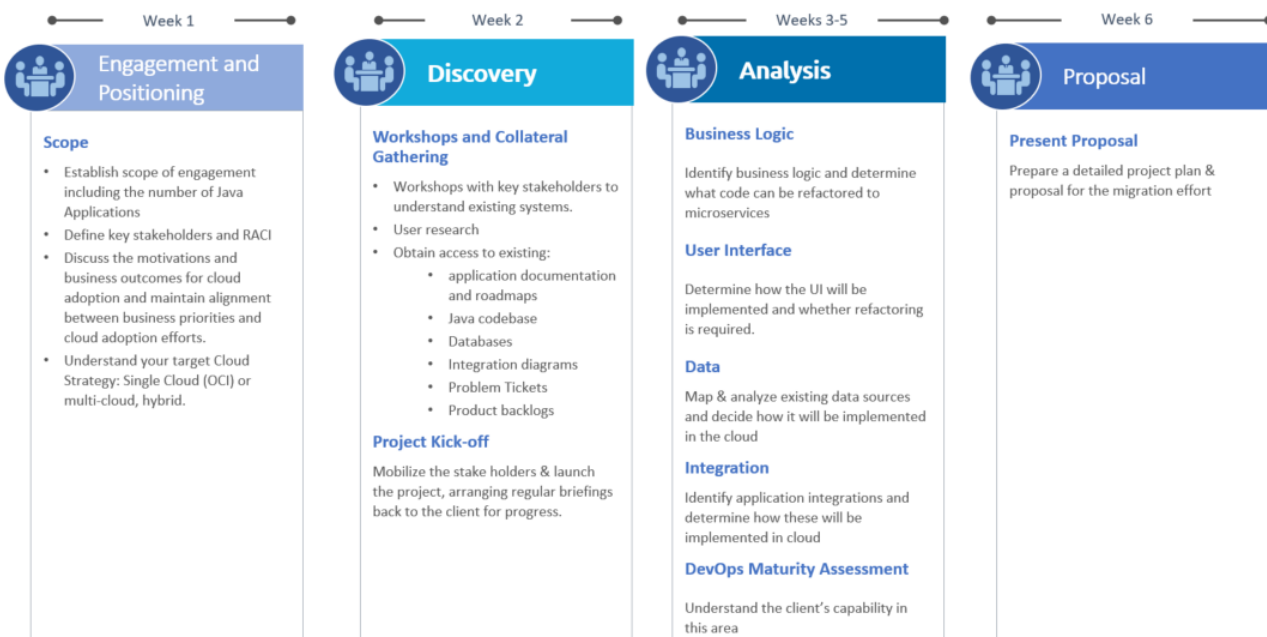 Week 1
Engagement and
Positioning
Scope
• Establish scope of engagement
including the number of Java
Applications
• Define key stakeholders and RACI
• Discuss the motivations and
business outcomes for cloud
adoption and maintain alignment
between business priorities and
cloud adoption efforts.
• Understand your target Cloud
Strategy: Single Cloud (OCI) or
multi-cloud, hybrid.
Week 2
Discovery
Workshops and Collateral
Gathering
• Workshops with key stakeholders to
understand existing systems.
• User research
• Obtain access to existing:
• application documentation
and roadmaps
• Java codebase
• Databases
• Integration diagrams
• Problem Tickets
• Product backlogs
Project Kick-off
Mobilize the stake holders & launch
the project, arranging regular briefings
back to the client for progress.
Weeks 3-5
Analysis
Business Logic
Identify business logic and determine
what code can be refactored to
microservices
User Interface
Determine how the UI will be
implemented and whether refactoring
is required.
Data
Map & analyze existing data sources
and decide how it will be implemented
in the cloud
Integration
Identify application integrations and
determine how these will be
implemented in cloud
DevOps Maturity Assessment
Understand the client's capability in
this area
Week 6
Proposal
Present Proposal
Prepare a detailed project plan &
proposal for the migration effort